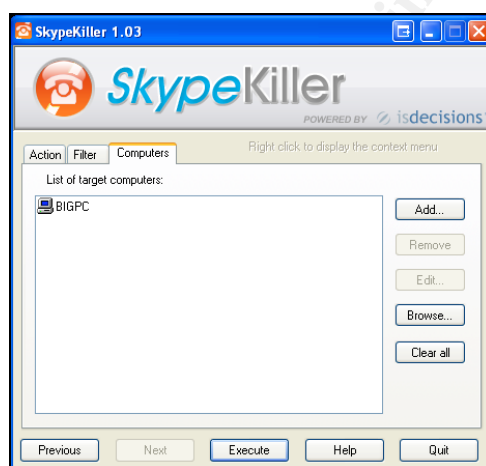 SkypeKiller 1.03
SkypeKiller
POWERED BY isdecisions
Action Filter Computers
Right click to display the context menu
List of target computers:
BIGPC
Add...
Remove
Edit...
Browse...
Clear all
Previous Next Execute Help Quit